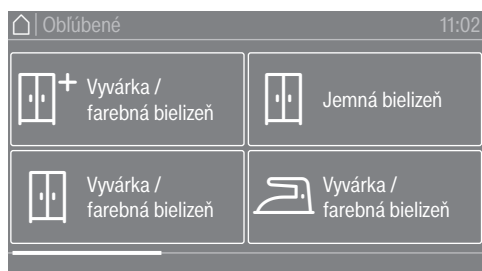 Obľúbené 11:02
Vyvárka /
farebná bielizeň
Jemná bielizeň
Vyvárka /
farebná bielizeň
Vyvárka /
farebná bielizeň